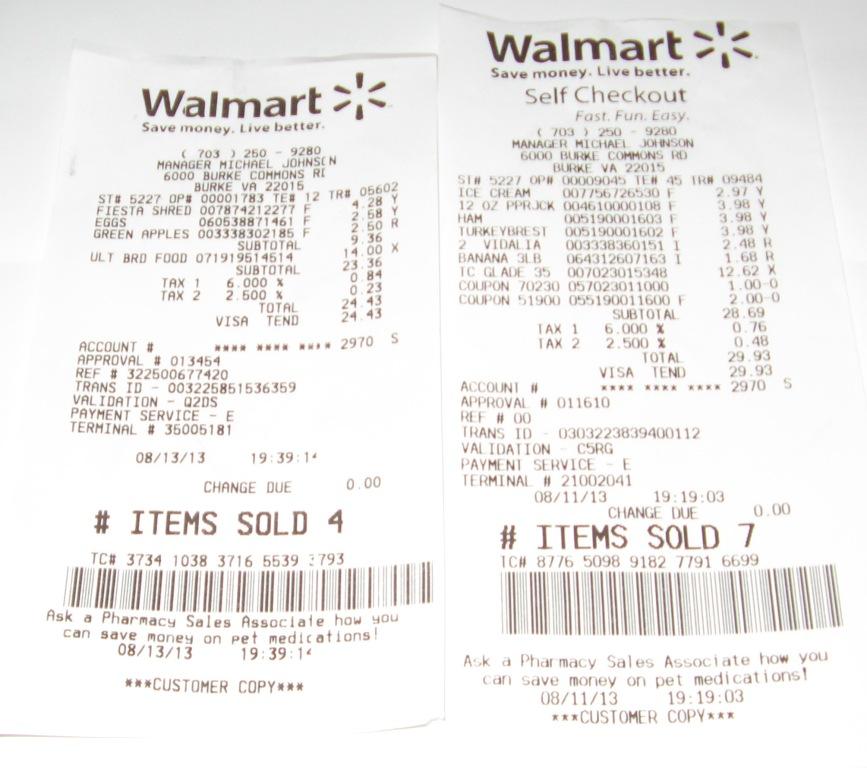 Walmart
Save money. Live better.
( 703 ) 250 - 9280
MANAGER MICHAEL JOHNSON
6000 BURKE COMMONS RD
BURKE VA 22015
ST# 5227 OP# 00001783 TE# 12 TR# 05602
FIESTA SHRED 007874212277 F 4.28 Y
EGGS 060538871461 F 2.58 Y
GREEN APPLES 003338302185 F 2.50 R
SUBTOTAL 9.36
ULT BRD FOOD 071919514514 14.00 X
SUBTOTAL 23.36
TAX 1 6.000 % 0.84
TAX 2 2.500 % 0.23
TOTAL 24.43
VISA TEND 24.43
ACCOUNT # **** **** **** 2970 S
APPROVAL # 013454
REF # 322500677420
TRANS ID - 003225851536359
VALIDATION - Q2DS
PAYMENT SERVICE - E
TERMINAL # 35005181
08/13/13 19:39:14
CHANGE DUE 0.00
# ITEMS SOLD 4
TC# 3734 1038 3716 5539 3793
Ask a Pharmacy Sales Associate how you
can save money on pet medications!
08/13/13 19:39:14
***CUSTOMER COPY***
Walmart
Save money. Live better.
Self Checkout
Fast. Fun. Easy.
( 703 ) 250 - 9280
MANAGER MICHAEL JOHNSON
6000 BURKE COMMONS RD
BURKE VA 22015
ST# 5227 OP# 00009045 TE# 45 TR# 09484
ICE CREAM 007756726530 F 2.97 Y
12 OZ PPRJCK 004610000108 F 3.98 Y
HAM 005190001603 F 3.98 Y
TURKEYBREST 005190001602 F 3.98 Y
2 VIDALIA 003338360151 I 2.48 R
BANANA 3LB 064312607163 I 1.68 R
TC GLADE 35 007023015348 12.62 X
COUPON 70230 057023011000 1.00-O
COUPON 51900 055190011600 F 2.00-O
SUBTOTAL 28.69
TAX 1 6.000 % 0.76
TAX 2 2.500 % 0.48
TOTAL 29.93
VISA TEND 29.93
ACCOUNT # **** **** **** 2970 S
APPROVAL # 011610
REF # 00
TRANS ID - 0303223839400112
VALIDATION - C5RG
PAYMENT SERVICE - E
TERMINAL # 21002041
08/11/13 19:19:03
CHANGE DUE 0.00
# ITEMS SOLD 7
TC# 8776 5098 9182 7791 6699
Ask a Pharmacy Sales Associate how you
can save money on pet medications!
08/11/13 19:19:03
***CUSTOMER COPY***